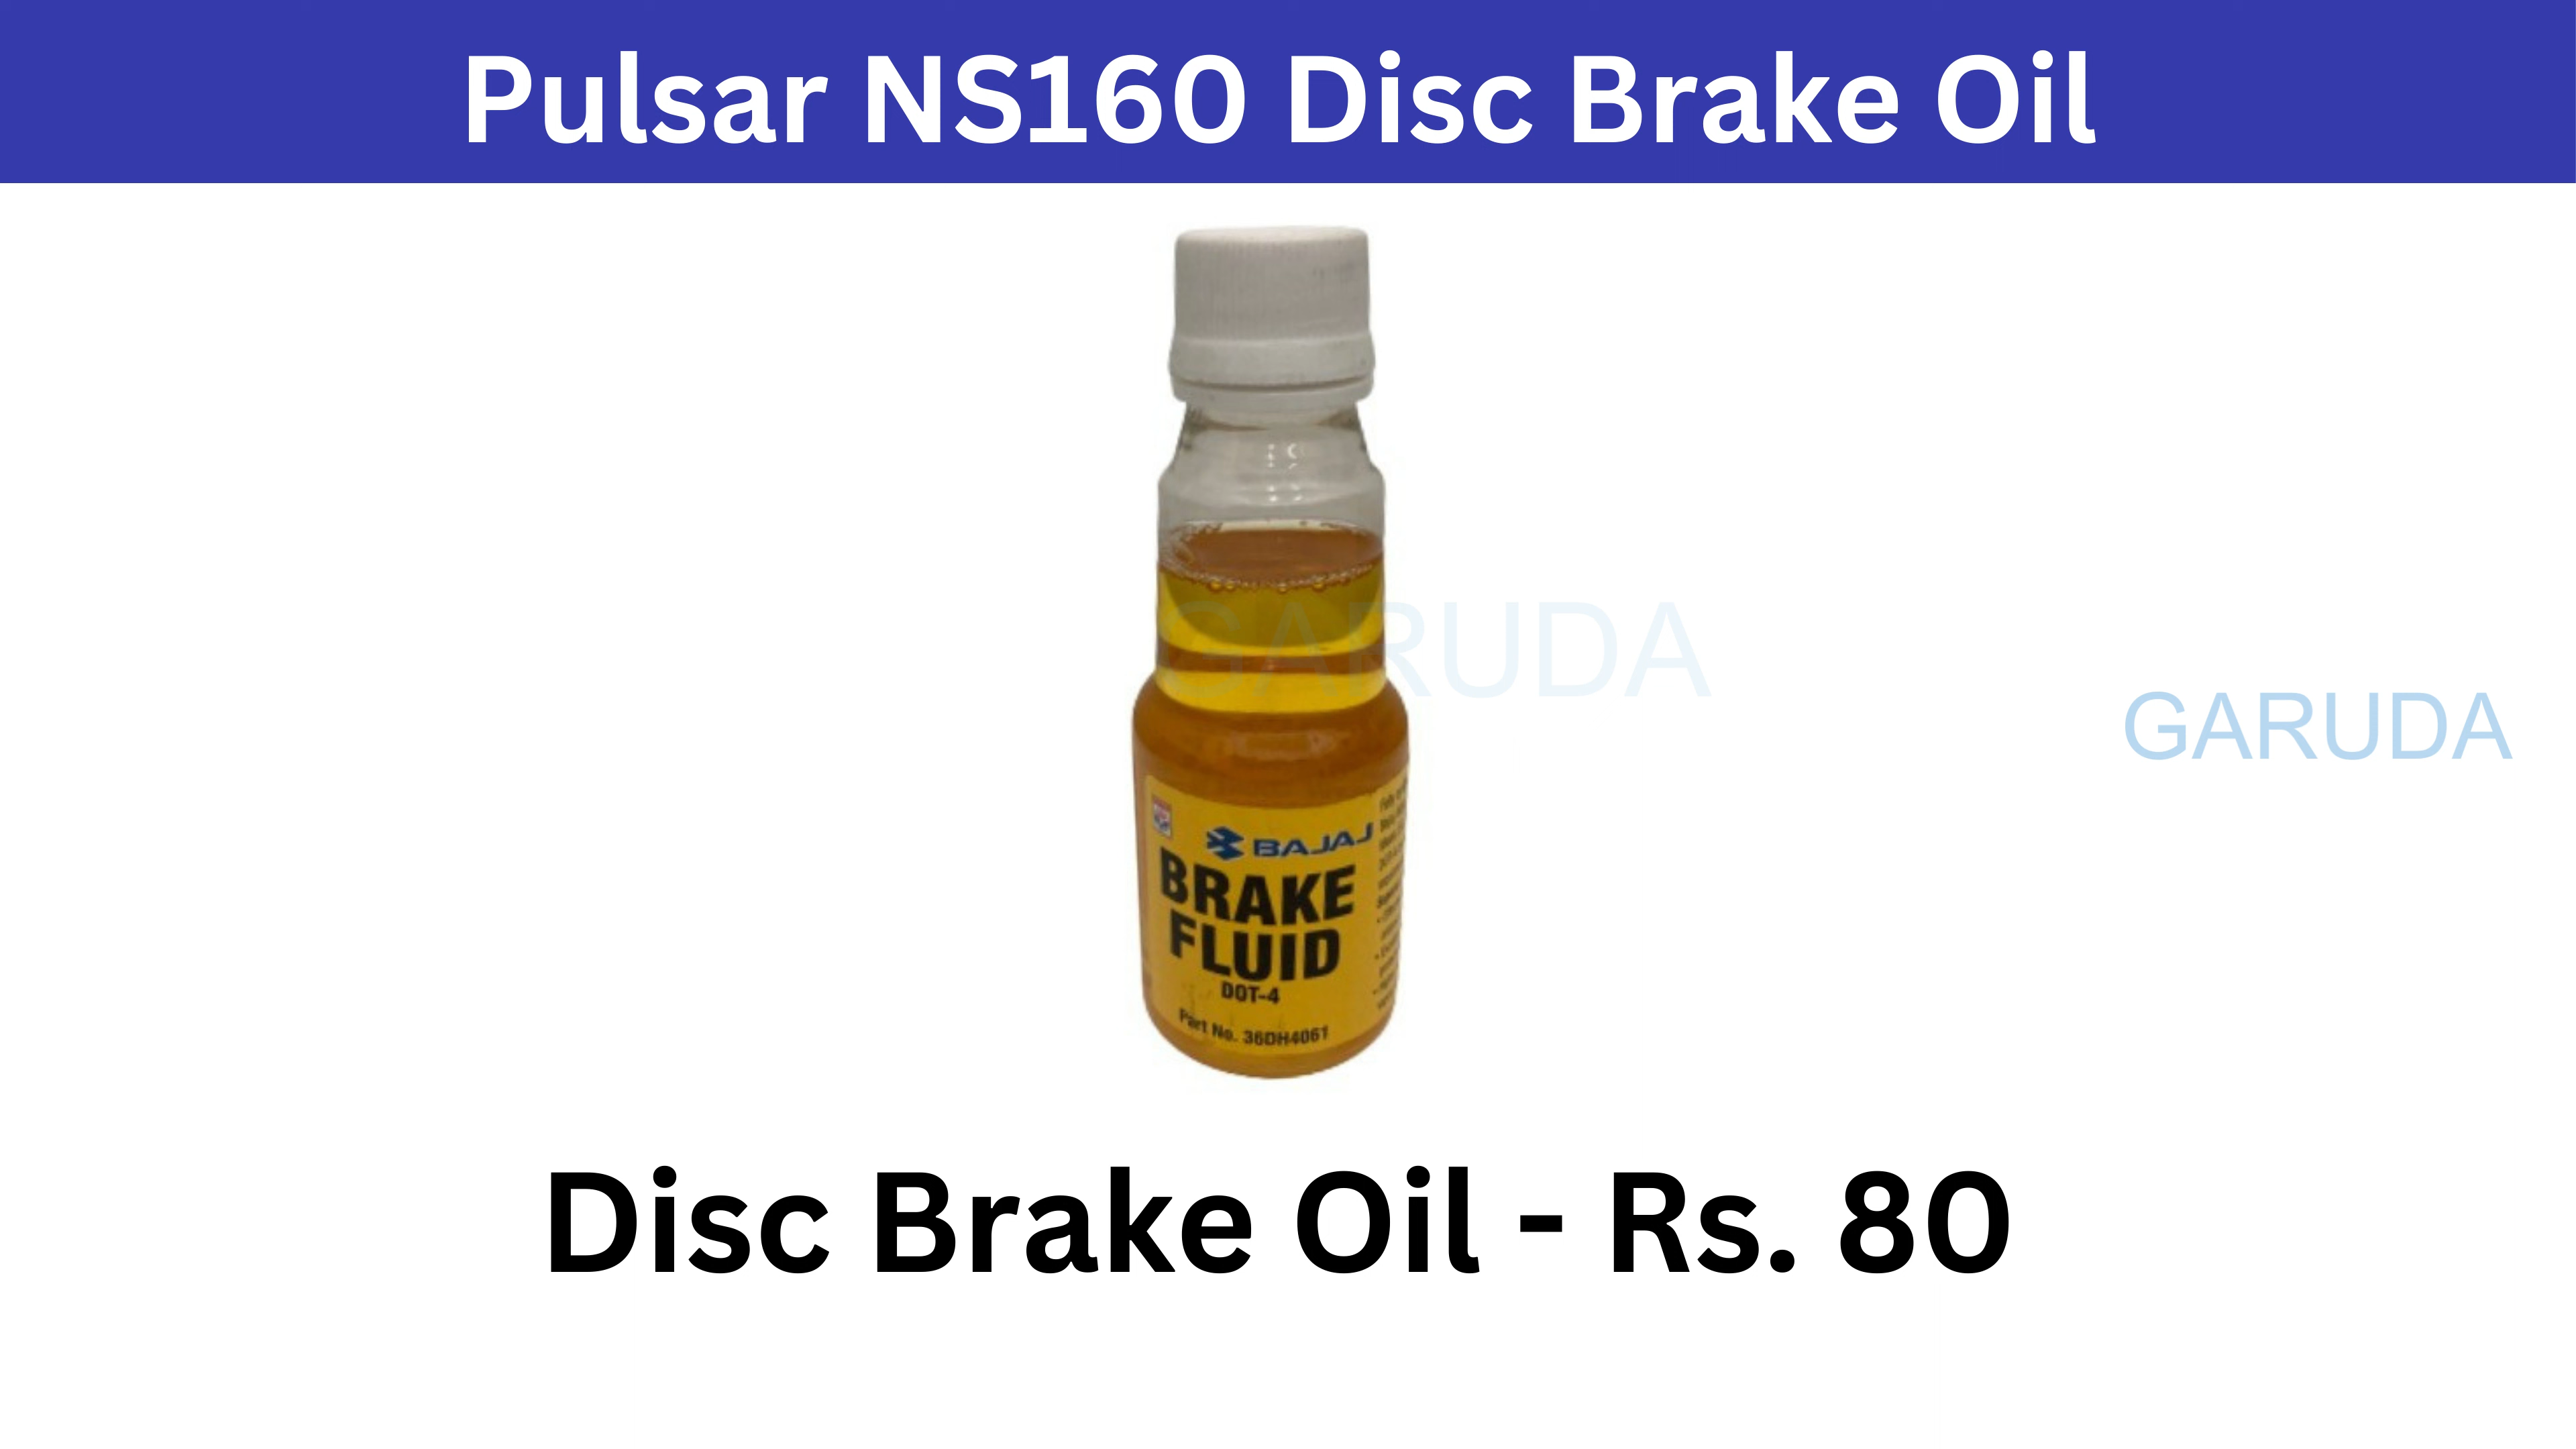 Pulsar NS160 Disc Brake Oil
GARUDA
GARUDA
BAJAJ
BRAKE
FLUID
DOT-4
Part No. 36DH4061
Disc Brake Oil - Rs. 80